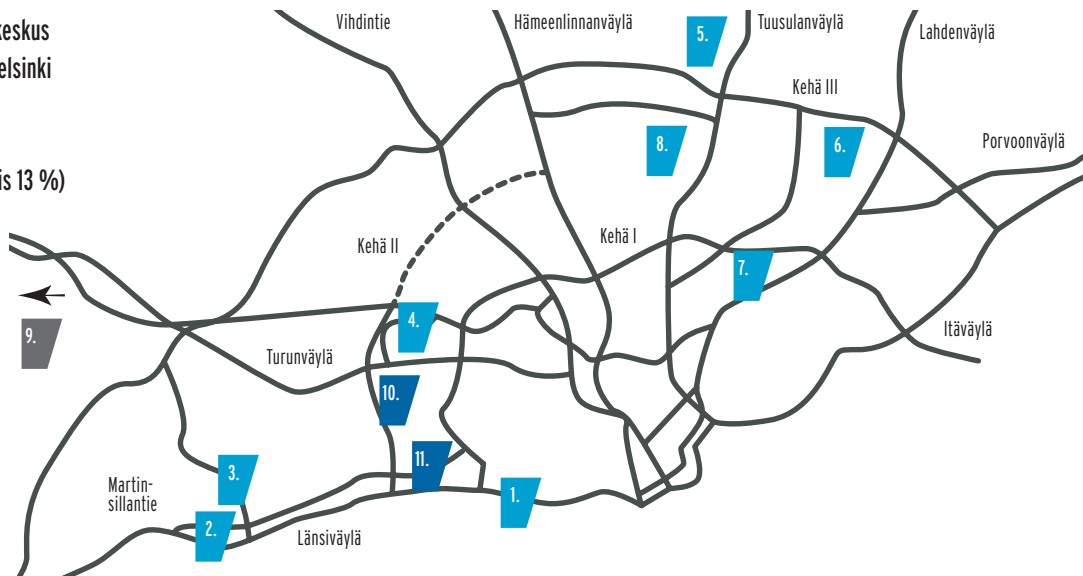 keskus
elsinki
is 13 %)
Vihdintie
Hämeenlinnanväylä
5.
Tuusulanväylä
Lahdenväylä
Kehä III
8.
6.
Porvoonväylä
Kehä II
Kehä I
7.
9.
4.
Itäväylä
Turunväylä
10.
11.
3.
Martin-
sillantie
1.
2.
Länsiväylä